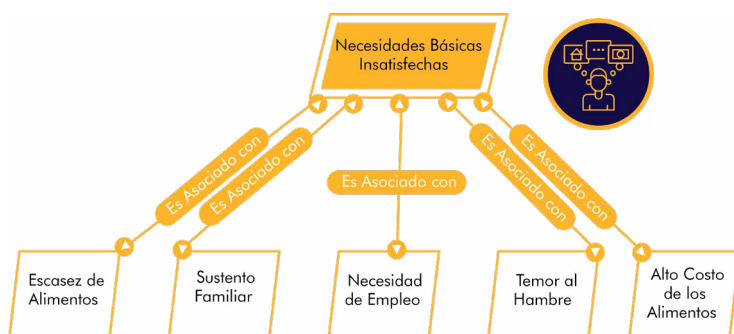 Necesidades Básicas
Insatisfechas
Es Asociado con
Es Asociado con
Es Asociado con
Es Asociado con
Es Asociado con
Escasez de
Alimentos
Sustento
Familiar
Necesidad
de Empleo
Temor al
Hambre
Alto Costo
de los
Alimentos